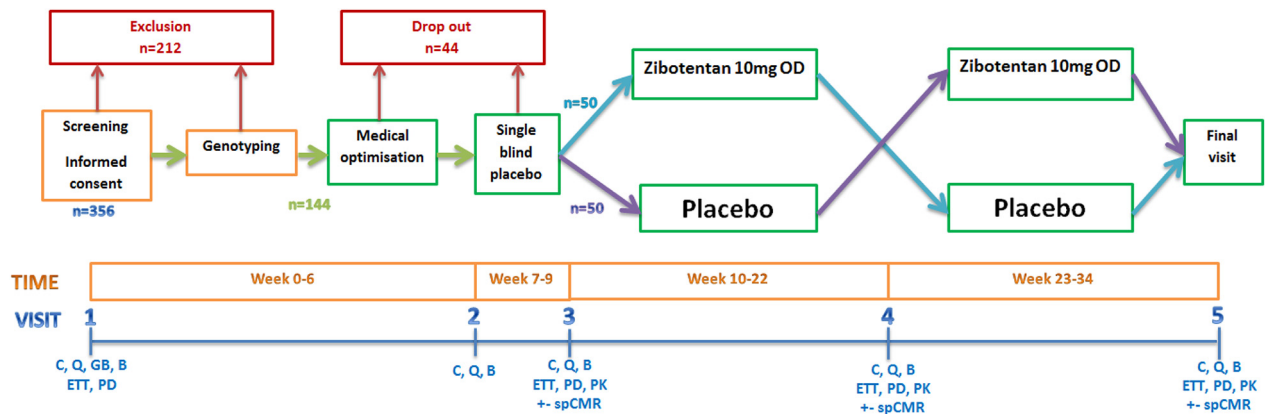 Exclusion
n=212
Drop out
n=44
Screening
Informed
consent
n=356
Genotyping
n=144
Medical
optimisation
Single
blind
placebo
n=50
n=50
Zibotentan 10mg OD
Placebo
Zibotentan 10mg OD
Placebo
Final
visit
TIME
Week 0-6
Week 7-9
Week 10-22
Week 23-34
VISIT
1
2
3
4
5
C, Q, GB, B
ETT, PD
C, Q, B
C, Q, B
ETT, PD, PK
+- spCMR
C, Q, B
ETT, PD, PK
+- spCMR
C, Q, B
ETT, PD, PK
+- spCMR